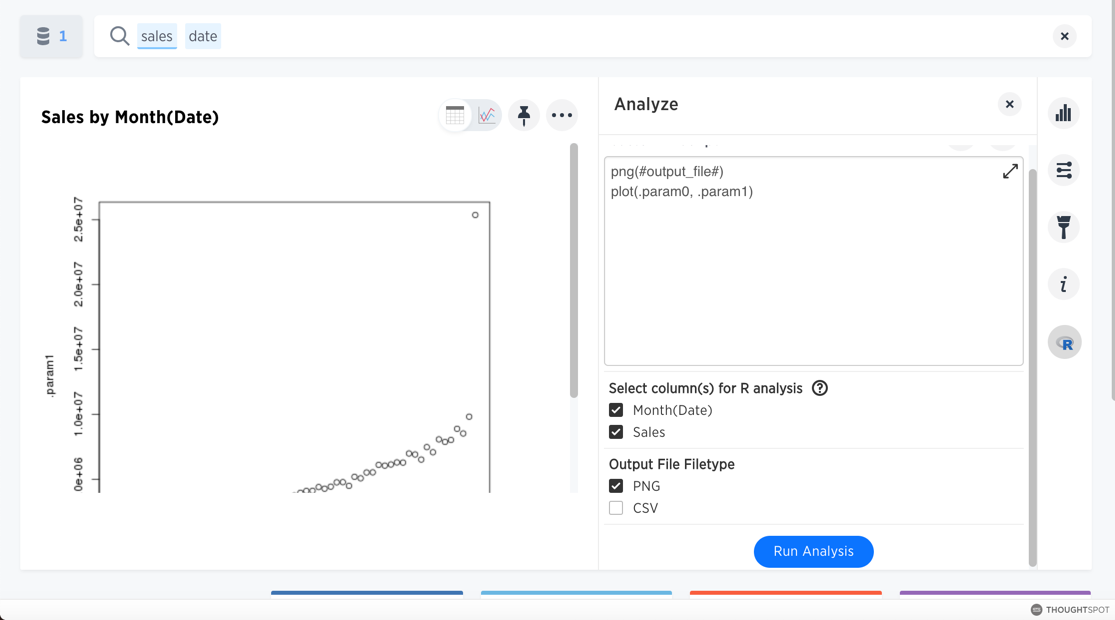 1
sales date
Sales by Month(Date)
2.5e+07
2.0e+07
1.5e+07
1.0e+07
0e+06
.param1
Analyze
png(#output_file#)
plot(.param0, .param1)
Select column(s) for R analysis ?
Month(Date)
Sales
Output File Filetype
PNG
CSV
Run Analysis
i
R
THOUGHTSPOT